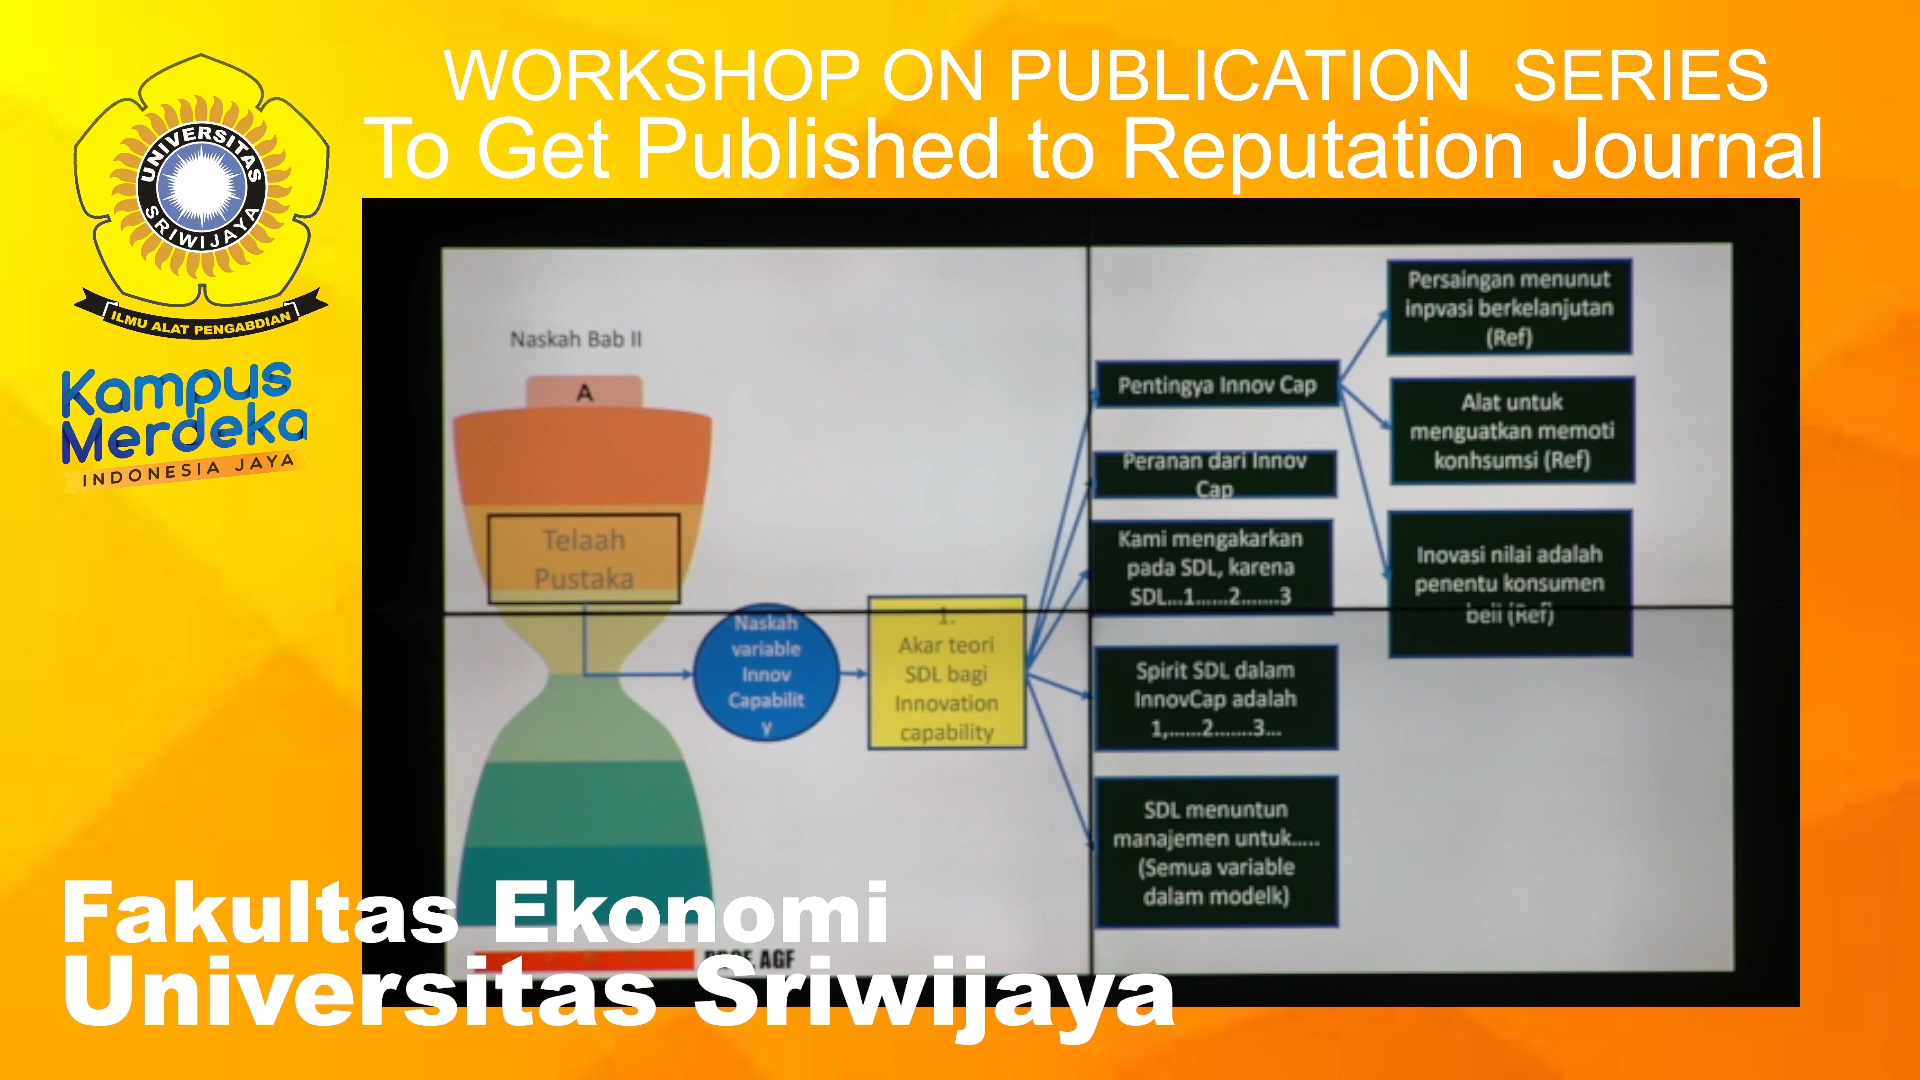 WORKSHOP ON PUBLICATION SERIES
To Get Published to Reputation Journal
UNIVERSITAS
SRIWIJAYA
ILMU ALAT PENGABDIAN
Kampus
Merdeka
INDONESIA JAYA
Naskah Bab II
A
Telaah
Pustaka
Naskah
variable
Innov
Capabilit
y
1.
Akar teori
SDL bagi
Innovation
capability
Pentingya Innov Cap
Peranan dari Innov
Cap
Kami mengakarkan
pada SDL, karena
SDL...1......2.......3
Spirit SDL dalam
InnovCap adalah
1,......2.......3...
SDL menuntun
manajemen untuk.....
(Semua variable
dalam modelk)
Persaingan menunut
inpvasi berkelanjutan
(Ref)
Alat untuk
menguatkan memoti
konhsumsi (Ref)
Inovasi nilai adalah
penentu konsumen
beli (Ref)
PROF AGF
Fakultas Ekonomi
Universitas Sriwijaya